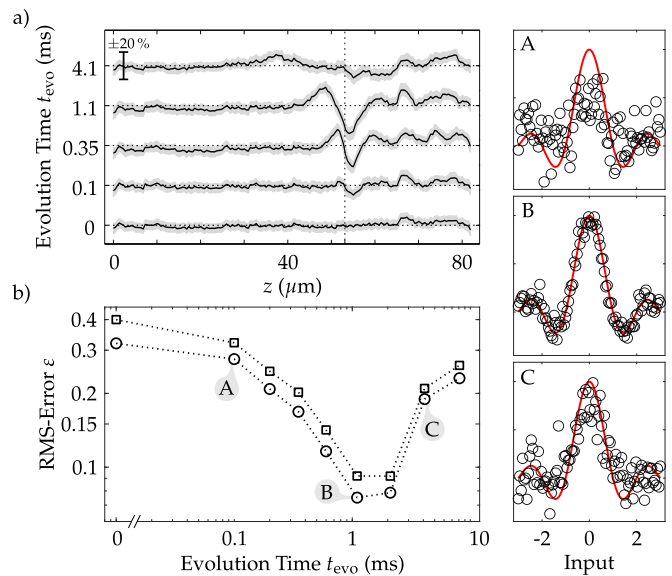 a)
±20 %
Evolution Time t_evo (ms)
4.1
1.1
0.35
0.1
0
0 40 80
z (μm)
b)
RMS-Error ε
0.4
0.3
0.2
0.15
0.1
A
B
C
0 0.1 1 10
Evolution Time t_evo (ms)
A
B
C
-2 0 2
Input